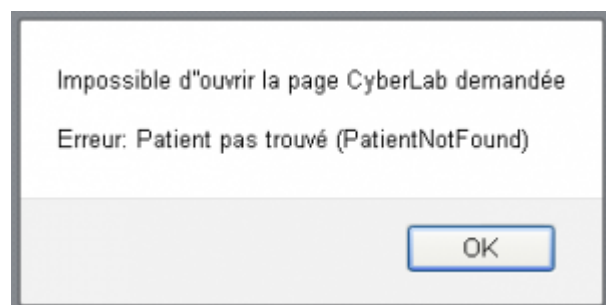 Impossible d"ouvrir la page CyberLab demandée
Erreur: Patient pas trouvé (PatientNotFound)
OK